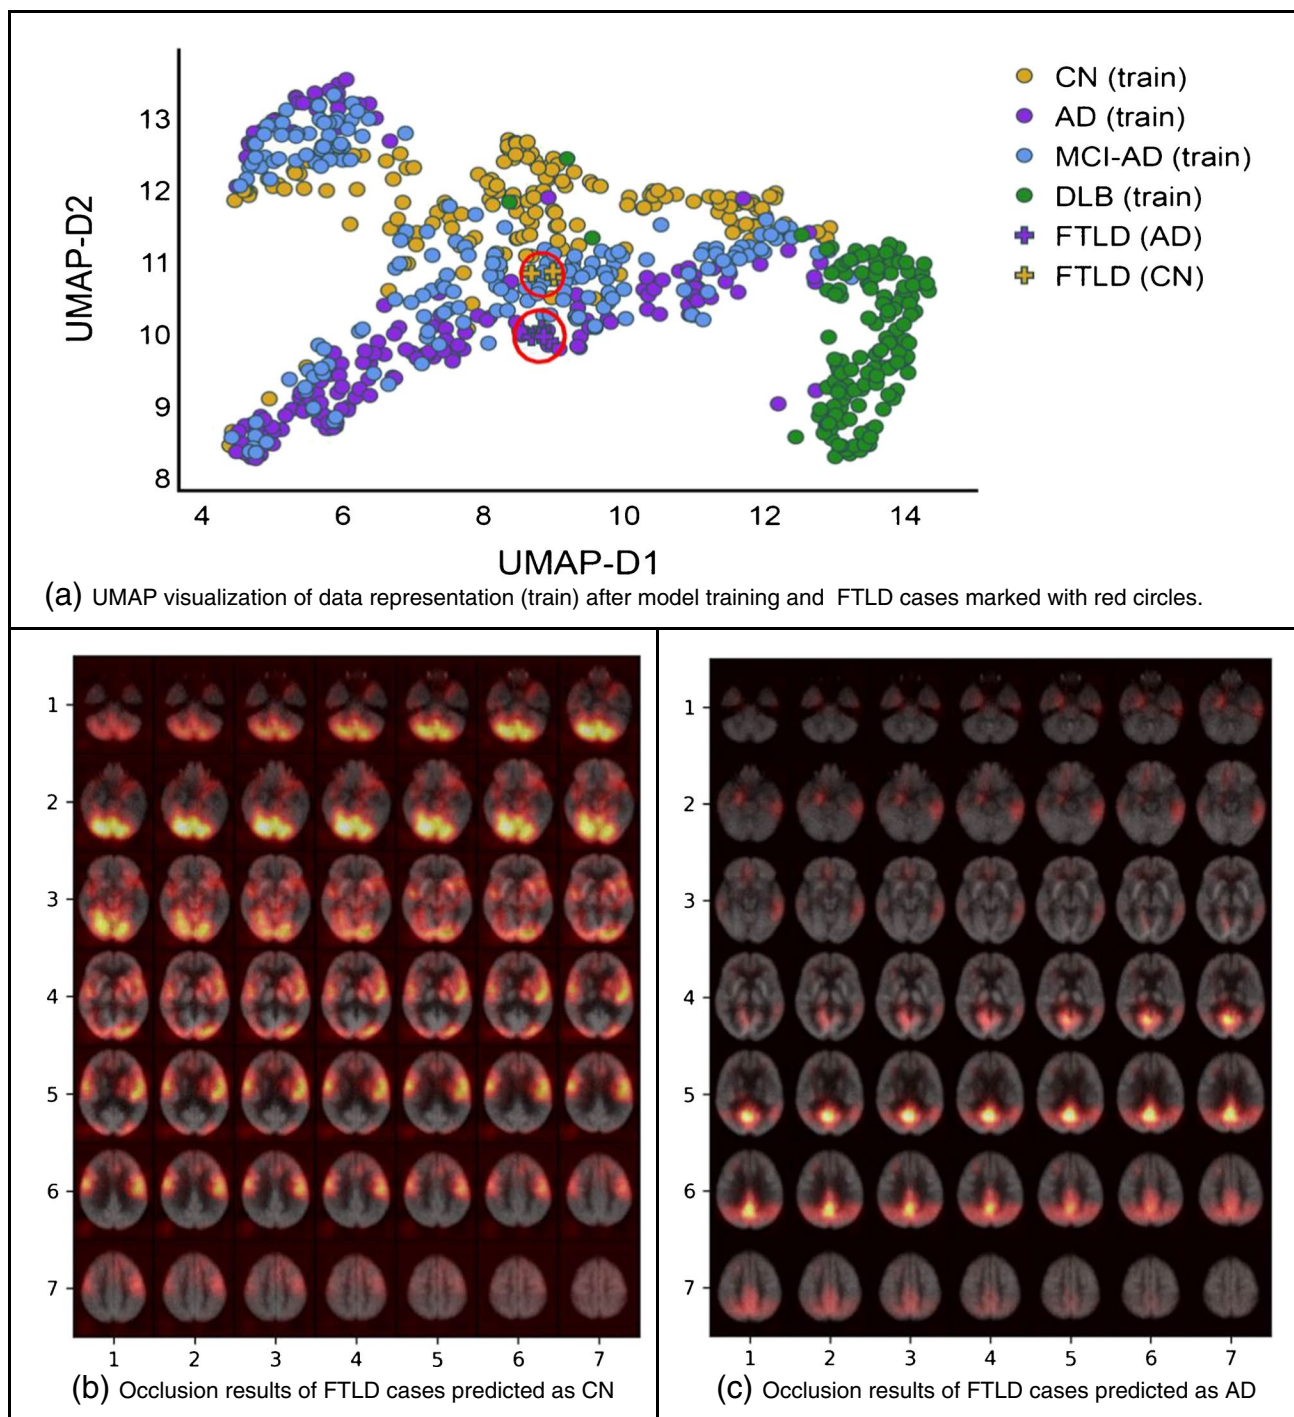 13
12
11
10
9
8
UMAP-D2
4 6 8 10 12 14
UMAP-D1
CN (train)
AD (train)
MCI-AD (train)
DLB (train)
FTLD (AD)
FTLD (CN)
(a) UMAP visualization of data representation (train) after model training and FTLD cases marked with red circles.
1
2
3
4
5
6
7
1 2 3 4 5 6 7
(b) Occlusion results of FTLD cases predicted as CN
1
2
3
4
5
6
7
1 2 3 4 5 6 7
(c) Occlusion results of FTLD cases predicted as AD